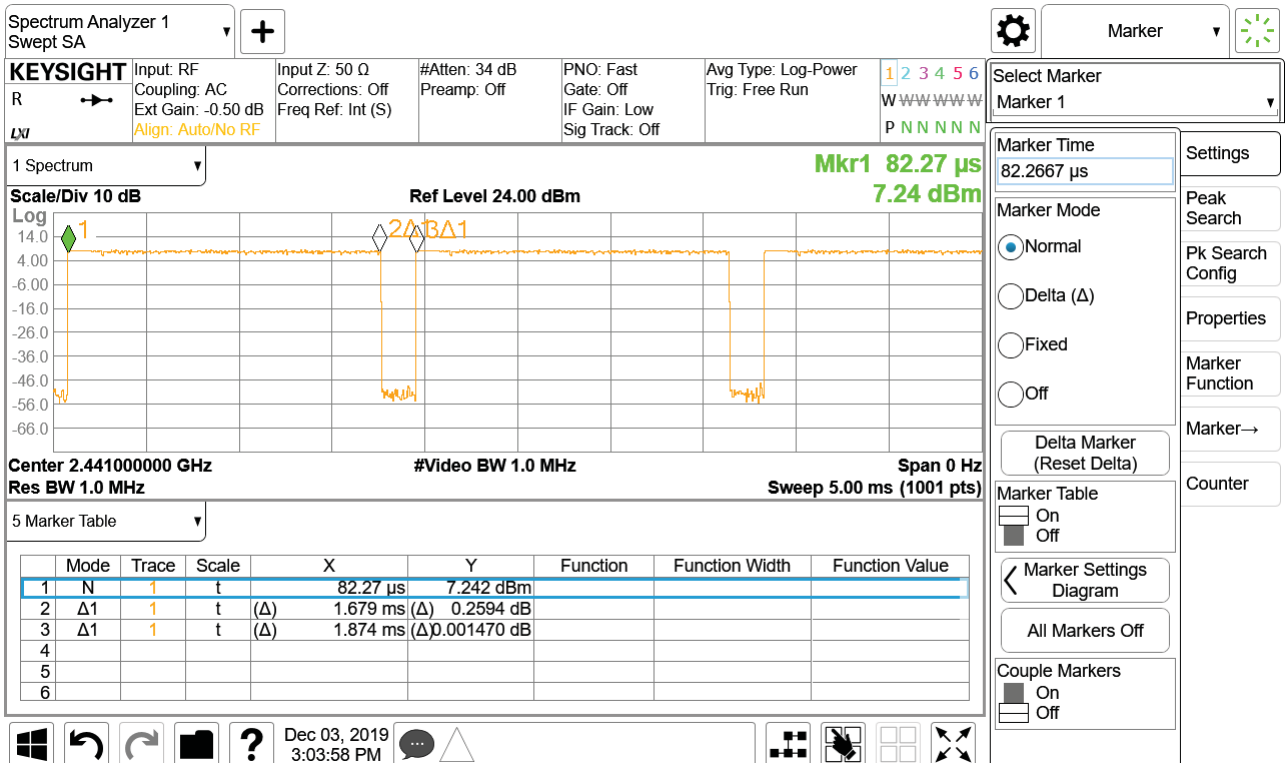 Spectrum Analyzer 1
Swept SA
Marker
KEYSIGHT
R
LXI
Input: RF
Coupling: AC
Ext Gain: -0.50 dB
Align: Auto/No RF
Input Z: 50 Ω
Corrections: Off
Freq Ref: Int (S)
#Atten: 34 dB
Preamp: Off
PNO: Fast
Gate: Off
IF Gain: Low
Sig Track: Off
Avg Type: Log-Power
Trig: Free Run
1 2 3 4 5 6
W W W W W W
P N N N N N
Select Marker
Marker 1
1 Spectrum
Mkr1 82.27 µs
7.24 dBm
Scale/Div 10 dB
Ref Level 24.00 dBm
Log
14.0
4.00
-6.00
-16.0
-26.0
-36.0
-46.0
-56.0
-66.0
1
2Δ1
3Δ1
Center 2.441000000 GHz
#Video BW 1.0 MHz
Span 0 Hz
Res BW 1.0 MHz
Sweep 5.00 ms (1001 pts)
5 Marker Table
Mode Trace Scale X Y Function Function Width Function Value
1 N 1 t 82.27 µs 7.242 dBm
2 Δ1 1 t (Δ) 1.679 ms (Δ) 0.2594 dB
3 Δ1 1 t (Δ) 1.874 ms (Δ)0.001470 dB
4
5
6
Dec 03, 2019
3:03:58 PM
Marker Time
82.2667 µs
Marker Mode
Normal
Delta (Δ)
Fixed
Off
Delta Marker
(Reset Delta)
Marker Table
On
Off
Marker Settings
Diagram
All Markers Off
Couple Markers
On
Off
Settings
Peak
Search
Pk Search
Config
Properties
Marker
Function
Marker→
Counter